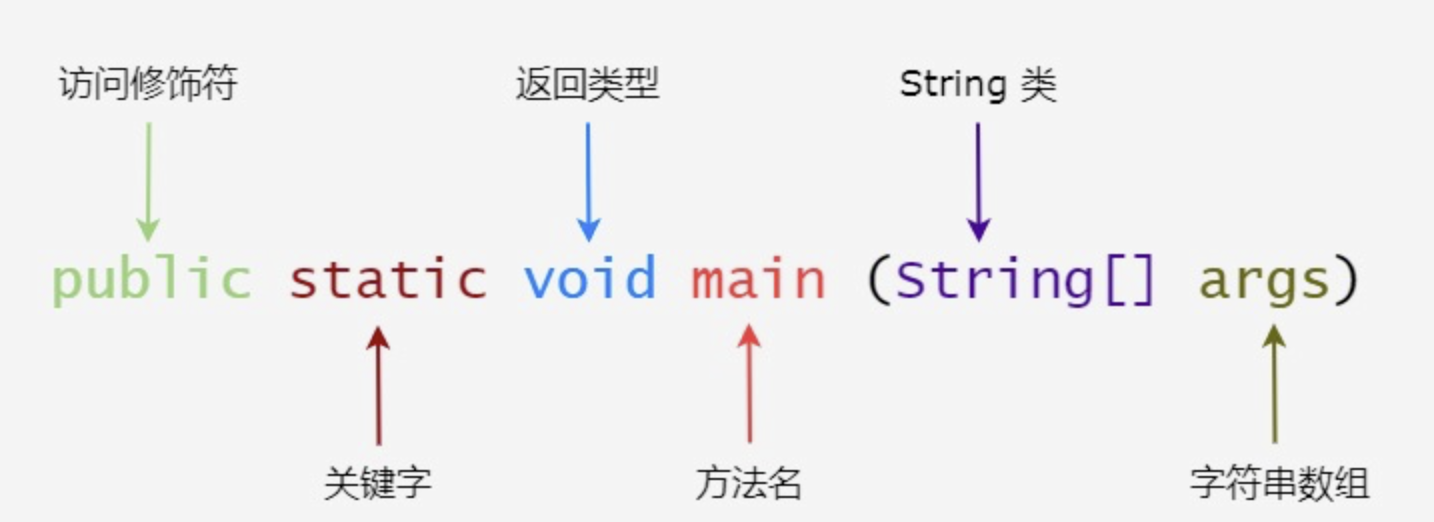 访问修饰符 返回类型 String 类
public static void main (String[] args)
关键字 方法名 字符串数组